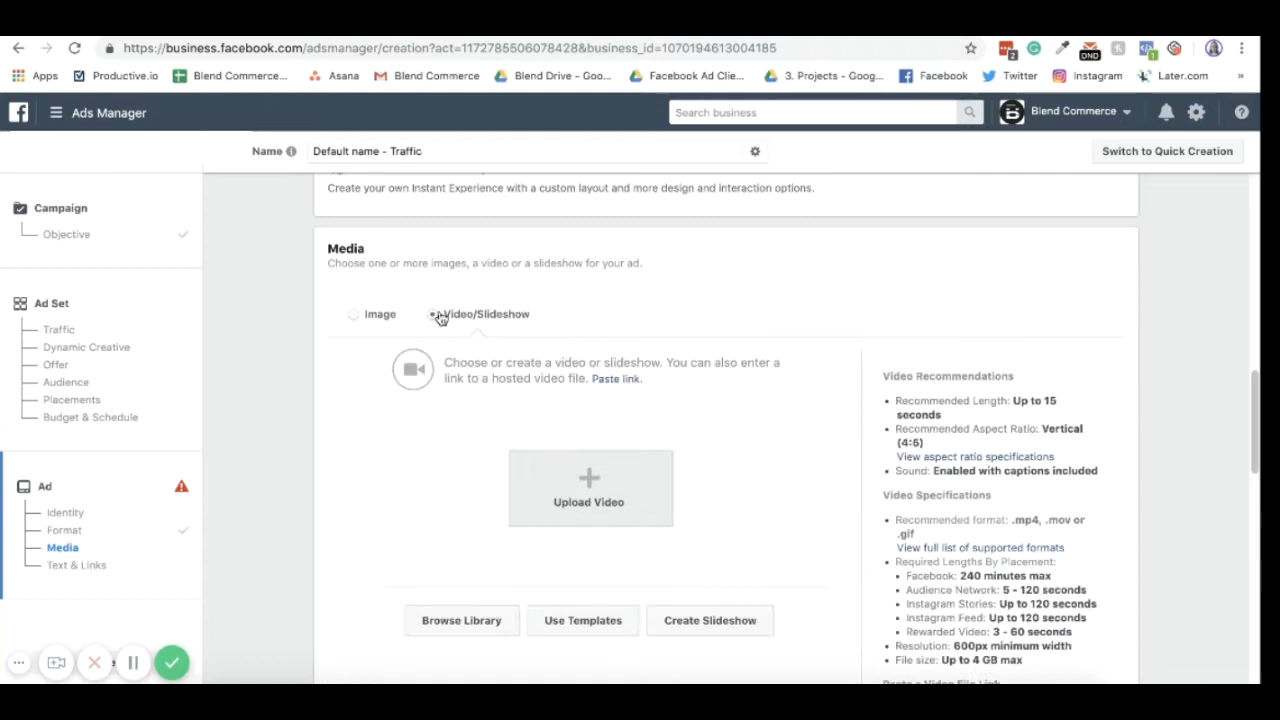 https://business.facebook.com/adsmanager/creation?act=1172785506078428&business_id=1070194613004185
2
DND
1
Apps
Productive.io
Blend Commerce...
Asana
Blend Commerce
Blend Drive - Goo...
Facebook Ad Clie...
3. Projects - Goog...
Facebook
Twitter
Instagram
Later.com
»
Ads Manager
Search business
Blend Commerce
Name
Default name - Traffic
Switch to Quick Creation
Create your own Instant Experience with a custom layout and more design and interaction options.
Campaign
Objective
Ad Set
Traffic
Dynamic Creative
Offer
Audience
Placements
Budget & Schedule
Ad
Identity
Format
Media
Text & Links
Media
Choose one or more images, a video or a slideshow for your ad.
Image
Video/Slideshow
Choose or create a video or slideshow. You can also enter a
link to a hosted video file. Paste link.
Upload Video
Browse Library
Use Templates
Create Slideshow
Video Recommendations
Recommended Length: Up to 15
seconds
Recommended Aspect Ratio: Vertical
(4:5)
View aspect ratio specifications
Sound: Enabled with captions included
Video Specifications
Recommended format: .mp4, .mov or
.gif
View full list of supported formats
Required Lengths By Placement:
Facebook: 240 minutes max
Audience Network: 5 - 120 seconds
Instagram Stories: Up to 120 seconds
Instagram Feed: Up to 120 seconds
Rewarded Video: 3 - 60 seconds
Resolution: 600px minimum width
File size: Up to 4 GB max